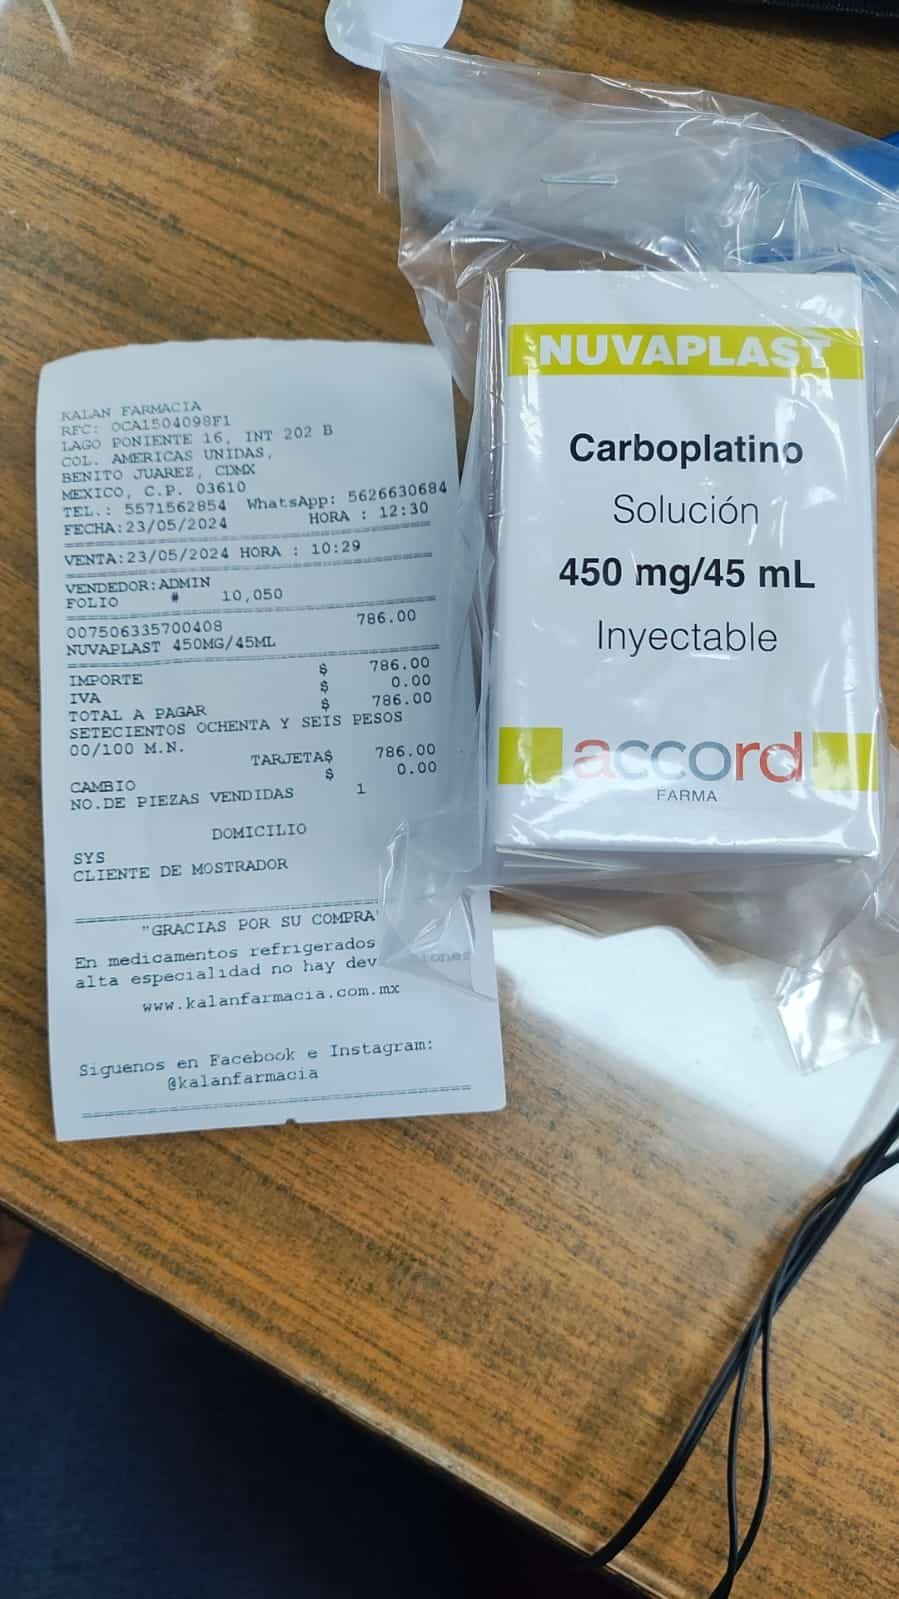 KALAN FARMACIA
RFC: OCA1504098F1
LAGO PONIENTE 16, INT 202 B
COL. AMERICAS UNIDAS,
BENITO JUAREZ, CDMX
MEXICO, C.P. 03610
TEL.: 5571562854 WhatsApp: 5626630684
FECHA:23/05/2024 HORA : 12:30
VENTA:23/05/2024 HORA : 10:29
VENDEDOR:ADMIN
FOLIO # 10,050
007506335700408 786.00
NUVAPLAST 450MG/45ML
IMPORTE $ 786.00
IVA $ 0.00
TOTAL A PAGAR $ 786.00
SETECIENTOS OCHENTA Y SEIS PESOS
00/100 M.N.
TARJETA$ 786.00
CAMBIO $ 0.00
NO.DE PIEZAS VENDIDAS 1
DOMICILIO
SYS
CLIENTE DE MOSTRADOR
"GRACIAS POR SU COMPRA"
En medicamentos refrigerados
alta especialidad no hay devoluciones
www.kalanfarmacia.com.mx
Siguenos en Facebook e Instagram:
@kalanfarmacia
NUVAPLAST
Carboplatino
Solución
450 mg/45 mL
Inyectable
accord
FARMA